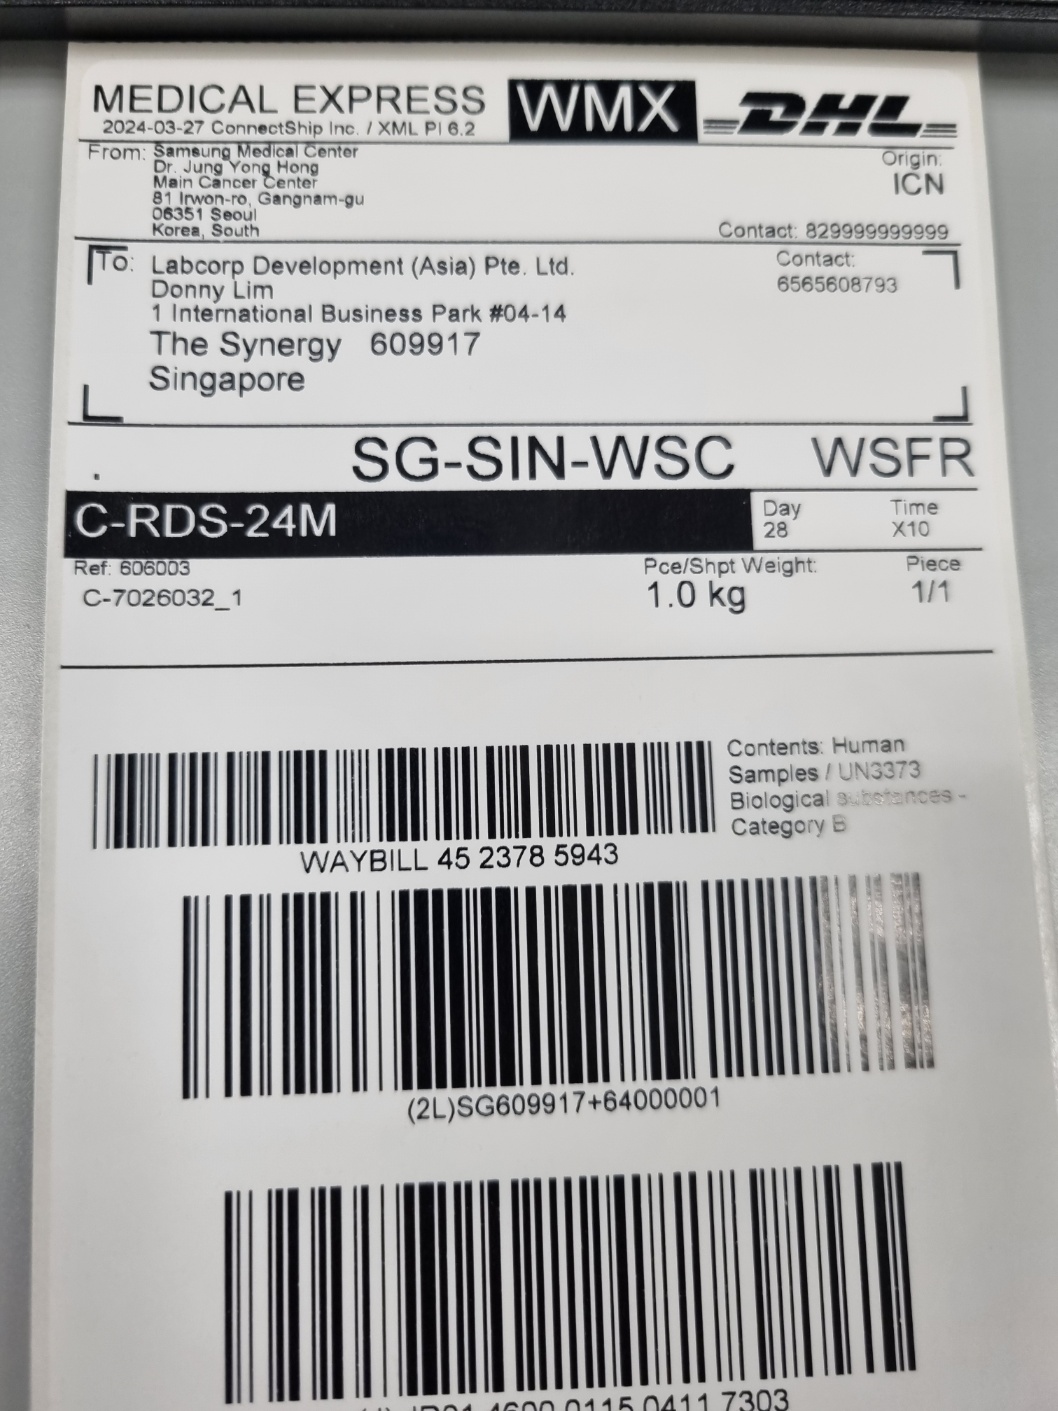 MEDICAL EXPRESS WMX DHL
2024-03-27 ConnectShip Inc. / XML PI 6.2
From: Samsung Medical Center
Dr. Jung Yong Hong
Main Cancer Center
81 Irwon-ro, Gangnam-gu
06351 Seoul
Korea, South
Origin:
ICN
Contact: 829999999999
To: Labcorp Development (Asia) Pte. Ltd.
Donny Lim
1 International Business Park #04-14
The Synergy 609917
Singapore
Contact:
6565608793
SG-SIN-WSC WSFR
C-RDS-24M
Day
28
Time
X10
Ref: 606003
C-7026032_1
Pce/Shpt Weight:
1.0 kg
Piece
1/1
Contents: Human
Samples / UN3373
Biological substances -
Category B
WAYBILL 45 2378 5943
(2L)SG609917+64000001
4600 0115 0411 7303